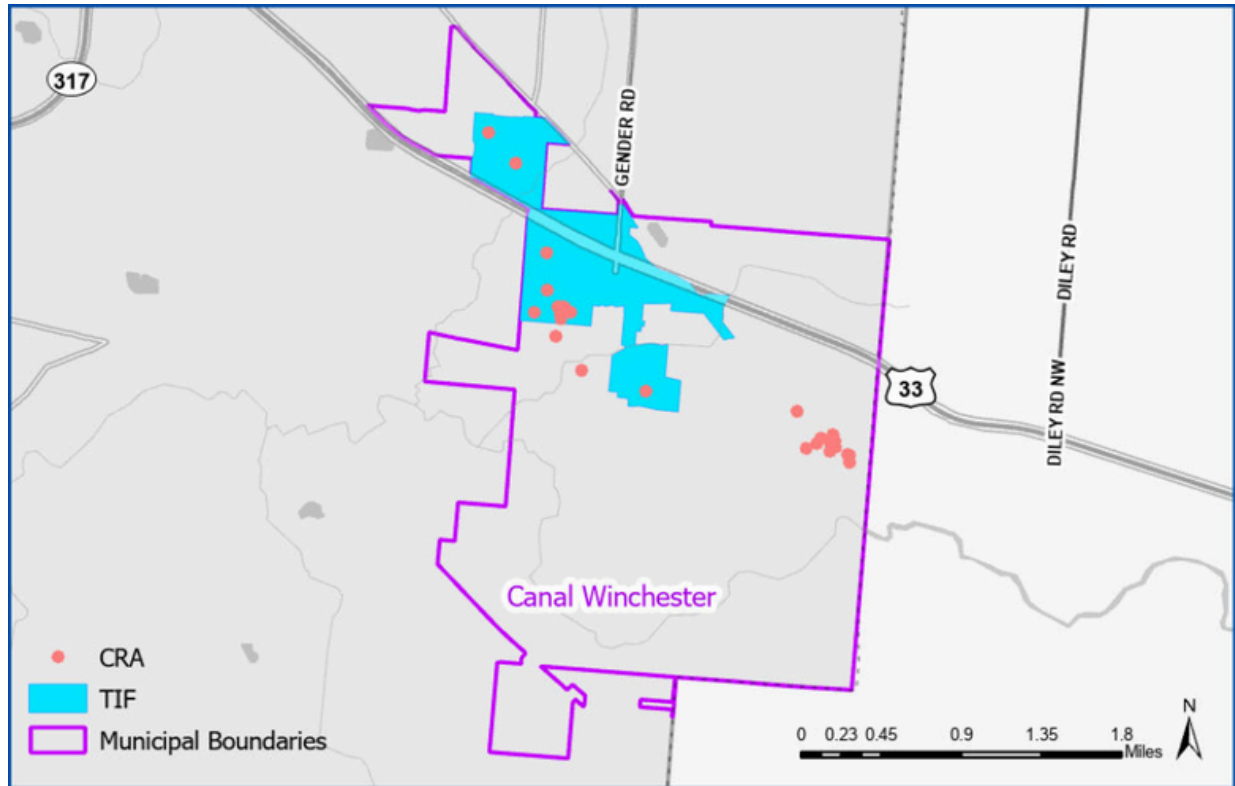 317
GENDER RD
DILEY RD
DILEY RD NW
33
Canal Winchester
CRA
TIF
Municipal Boundaries
N
0 0.23 0.45 0.9 1.35 1.8
Miles